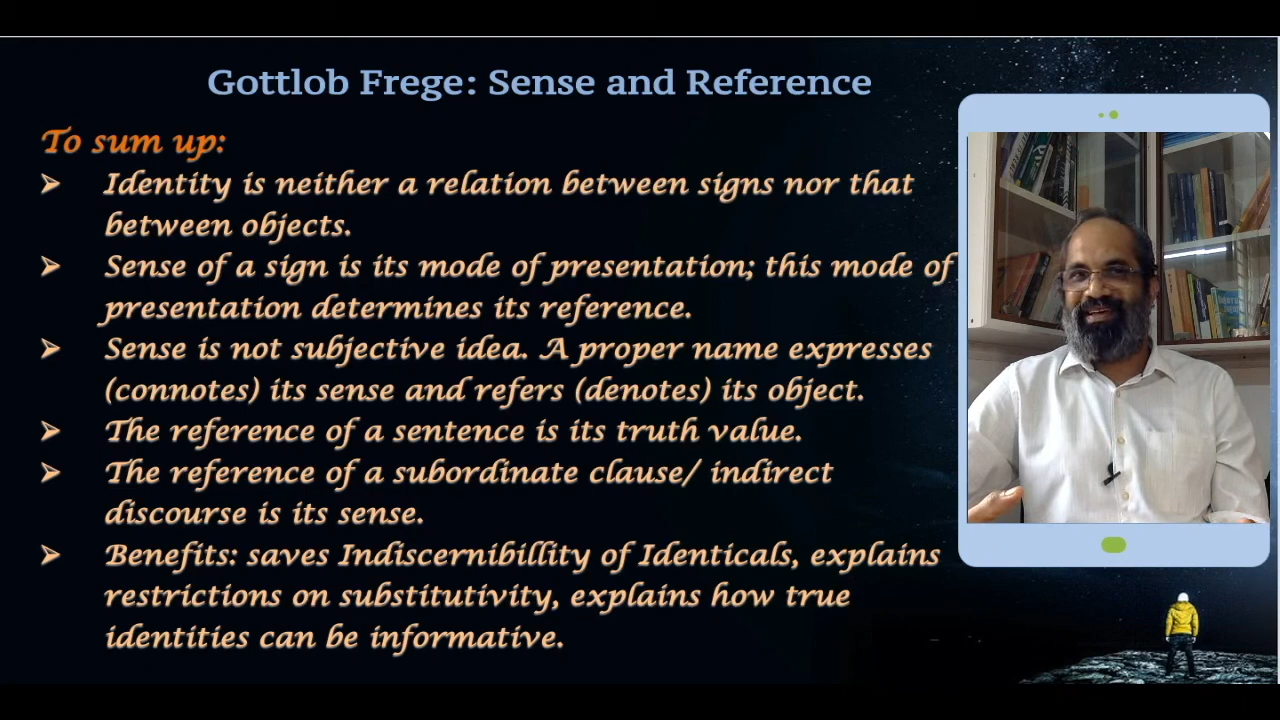 Gottlob Frege: Sense and Reference
To sum up:
➢ Identity is neither a relation between signs nor that
between objects.
➢ Sense of a sign is its mode of presentation; this mode of
presentation determines its reference.
➢ Sense is not subjective idea. A proper name expresses
(connotes) its sense and refers (denotes) its object.
➢ The reference of a sentence is its truth value.
➢ The reference of a subordinate clause/ indirect
discourse is its sense.
➢ Benefits: saves Indiscernibillity of Identicals, explains
restrictions on substitutivity, explains how true
identities can be informative.